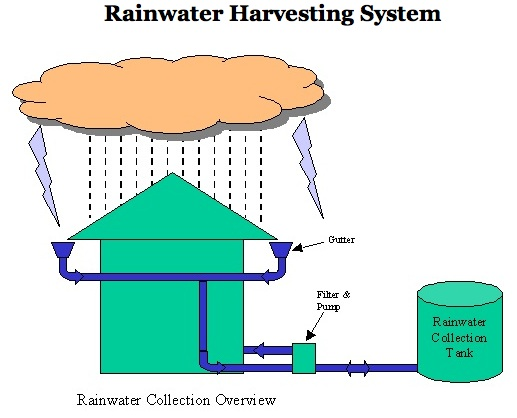 Rainwater Harvesting System
Gutter
Filter &
Pump
Rainwater
Collection
Tank
Rainwater Collection Overview